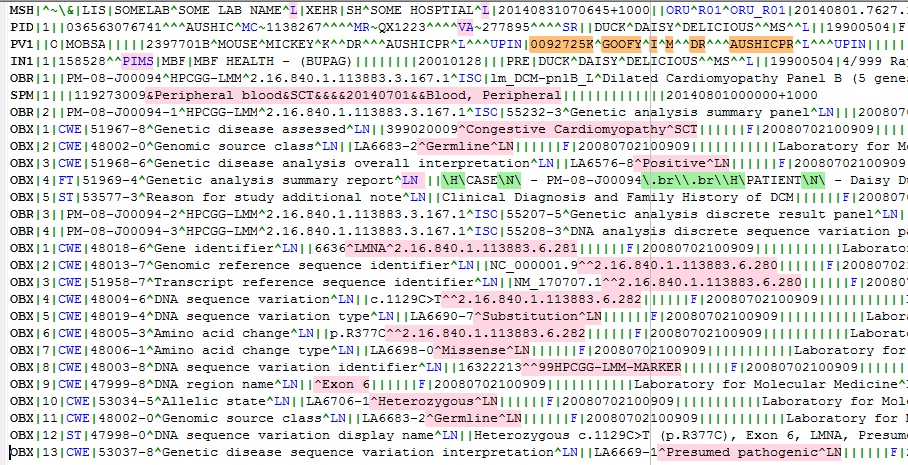 MSH|^~\&|LIS|SOMELAB^SOME LAB NAME^L|XEHR|SH^SOME HOSPTIAL^L|20140831070645+1000||ORU^R01^ORU_R01|20140801.7627.
PID|1||036563076741^^^AUSHIC^MC~1138267^^^^MR~QX1223^^^^VA~277895^^^^SR||DUCK^DAISY^DELICIOUS^^MS^^L||19900504|F
PV1||O|MOBSA|||||2397701B^MOUSE^MICKEY^K^^DR^^^AUSHICPR^L^^^UPIN|0092725K^GOOFY^I^M^^DR^^^AUSHICPR^L^^^UPIN
IN1|1|158528^^PIMS|MBF|MBF HEALTH - (BUPAG)||||||||20010128|||PRE|DUCK^DAISY^DELICIOUS^^MS^^L||19900504|4/999 Ray
OBR|1||PM-08-J00094^HPCGG-LMM^2.16.840.1.113883.3.167.1^ISC|lm_DCM-pnlB_L^Dilated Cardiomyopathy Panel B (5 gene
SPM|1|||119273009&Peripheral blood&SCT&&&&20140701&&Blood, Peripheral|||||||||||||20140801000000+1000
OBR|2||PM-08-J00094-1^HPCGG-LMM^2.16.840.1.113883.3.167.1^ISC|55232-3^Genetic analysis summary panel^LN|||2008070
OBX|1|CWE|51967-8^Genetic disease assessed^LN||399020009^Congestive Cardiomyopathy^SCT||||||F|20080702100909|||||
OBX|2|CWE|48002-0^Genomic source class^LN||LA6683-2^Germline^LN||||||F|20080702100909|||||||||Laboratory for Mo
OBX|3|CWE|51968-6^Genetic disease analysis overall interpretation^LN||LA6576-8^Positive^LN||||||F|20080702100909
OBX|4|FT|51969-4^Genetic analysis summary report^LN ||\H\CASE\N\ - PM-08-J00094\.br\\.br\\H\PATIENT\N\ - Daisy Du
OBX|5|ST|53577-3^Reason for study additional note^LN||Clinical Diagnosis and Family History of DCM||||||F|200807
OBR|3||PM-08-J00094-2^HPCGG-LMM^2.16.840.1.113883.3.167.1^ISC|55207-5^Genetic analysis discrete result panel^LN||
OBR|4||PM-08-J00094-3^HPCGG-LMM^2.16.840.1.113883.3.167.1^ISC|55208-3^DNA analysis discrete sequence variation pa
OBX|1|CWE|48018-6^Gene identifier^LN||6636^LMNA^2.16.840.1.113883.6.281||||||F|20080702100909|||||||||Laborator
OBX|2|CWE|48013-7^Genomic reference sequence identifier^LN||NC_000001.9^^2.16.840.1.113883.6.280||||||F|20080702
OBX|3|CWE|51958-7^Transcript reference sequence identifier^LN||NM_170707.1^^2.16.840.1.113883.6.280||||||F|20080
OBX|4|CWE|48004-6^DNA sequence variation^LN||c.1129C>T^^2.16.840.1.113883.6.282||||||F|20080702100909||||||||||
OBX|5|CWE|48019-4^DNA sequence variation type^LN||LA6690-7^Substitution^LN||||||F|20080702100909|||||||||Labora
OBX|6|CWE|48005-3^Amino acid change^LN||p.R377C^^2.16.840.1.113883.6.282||||||F|20080702100909|||||||||Laborat
OBX|7|CWE|48006-1^Amino acid change type^LN||LA6698-0^Missense^LN||||||F|20080702100909|||||||||Laboratory for
OBX|8|CWE|48003-8^DNA sequence variation identifier^LN||16322213^^99HPCGG-LMM-MARKER||||||F|20080702100909|||||
OBX|9|CWE|47999-8^DNA region name^LN||^Exon 6||||||F|20080702100909|||||||||Laboratory for Molecular Medicine^L
OBX|10|CWE|53034-5^Allelic state^LN||LA6706-1^Heterozygous^LN||||||F|20080702100909|||||||||Laboratory for Mole
OBX|11|CWE|48002-0^Genomic source class^LN||LA6683-2^Germline^LN||||||F|20080702100909|||||||||Laboratory for M
OBX|12|ST|47998-0^DNA sequence variation display name^LN||Heterozygous c.1129C>T (p.R377C), Exon 6, LMNA, Presum
OBX|13|CWE|53037-8^Genetic disease sequence variation interpretation^LN||LA6669-1^Presumed pathogenic^LN||||||F|2